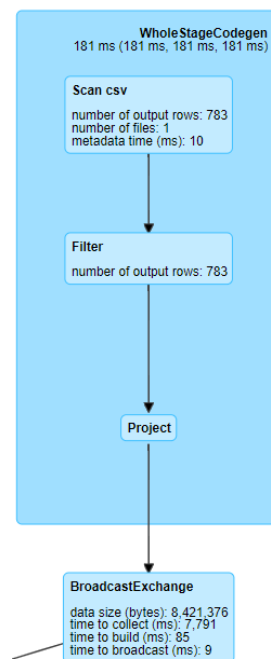 WholeStageCodegen
181 ms (181 ms, 181 ms, 181 ms)
Scan csv
number of output rows: 783
number of files: 1
metadata time (ms): 10
Filter
number of output rows: 783
Project
BroadcastExchange
data size (bytes): 8,421,376
time to collect (ms): 7,791
time to build (ms): 85
time to broadcast (ms): 9